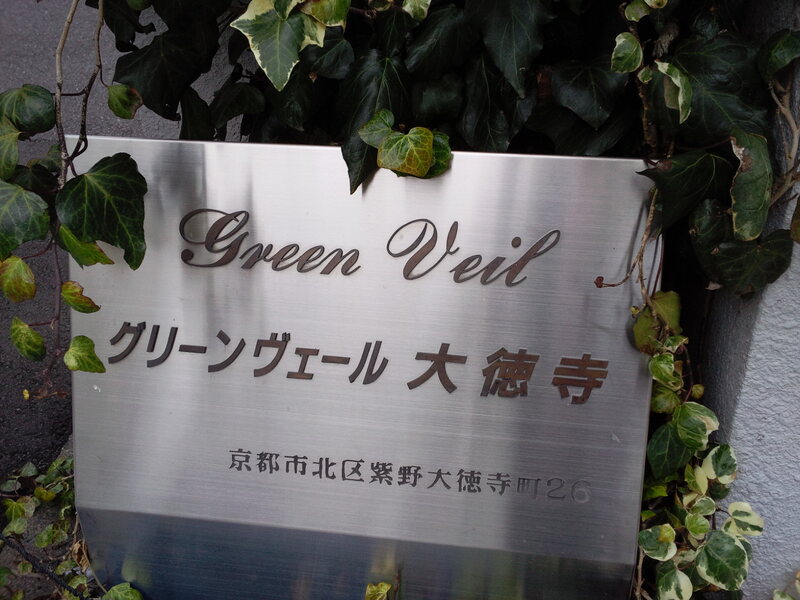 Green Veil
グリーンヴェール 大徳寺
京都市北区紫野大徳寺町26